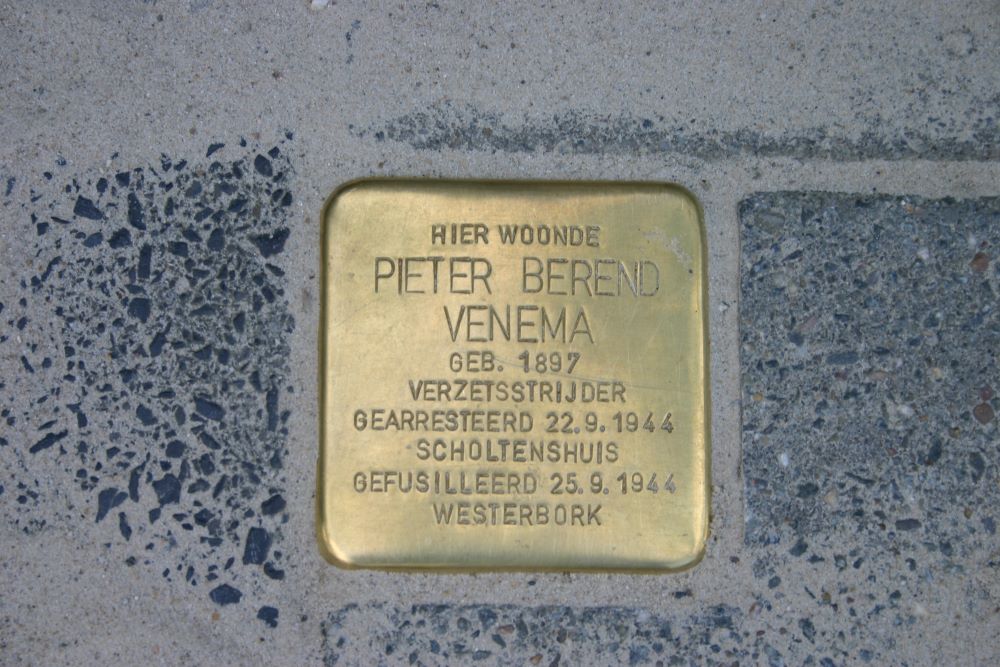 HIER WOONDE
PIETER BEREND
VENEMA
GEB. 1897
VERZETSSTRIJDER
GEARRESTEERD 22.9.1944
SCHOLTENSHUIS
GEFUSILLEERD 25.9.1944
WESTERBORK